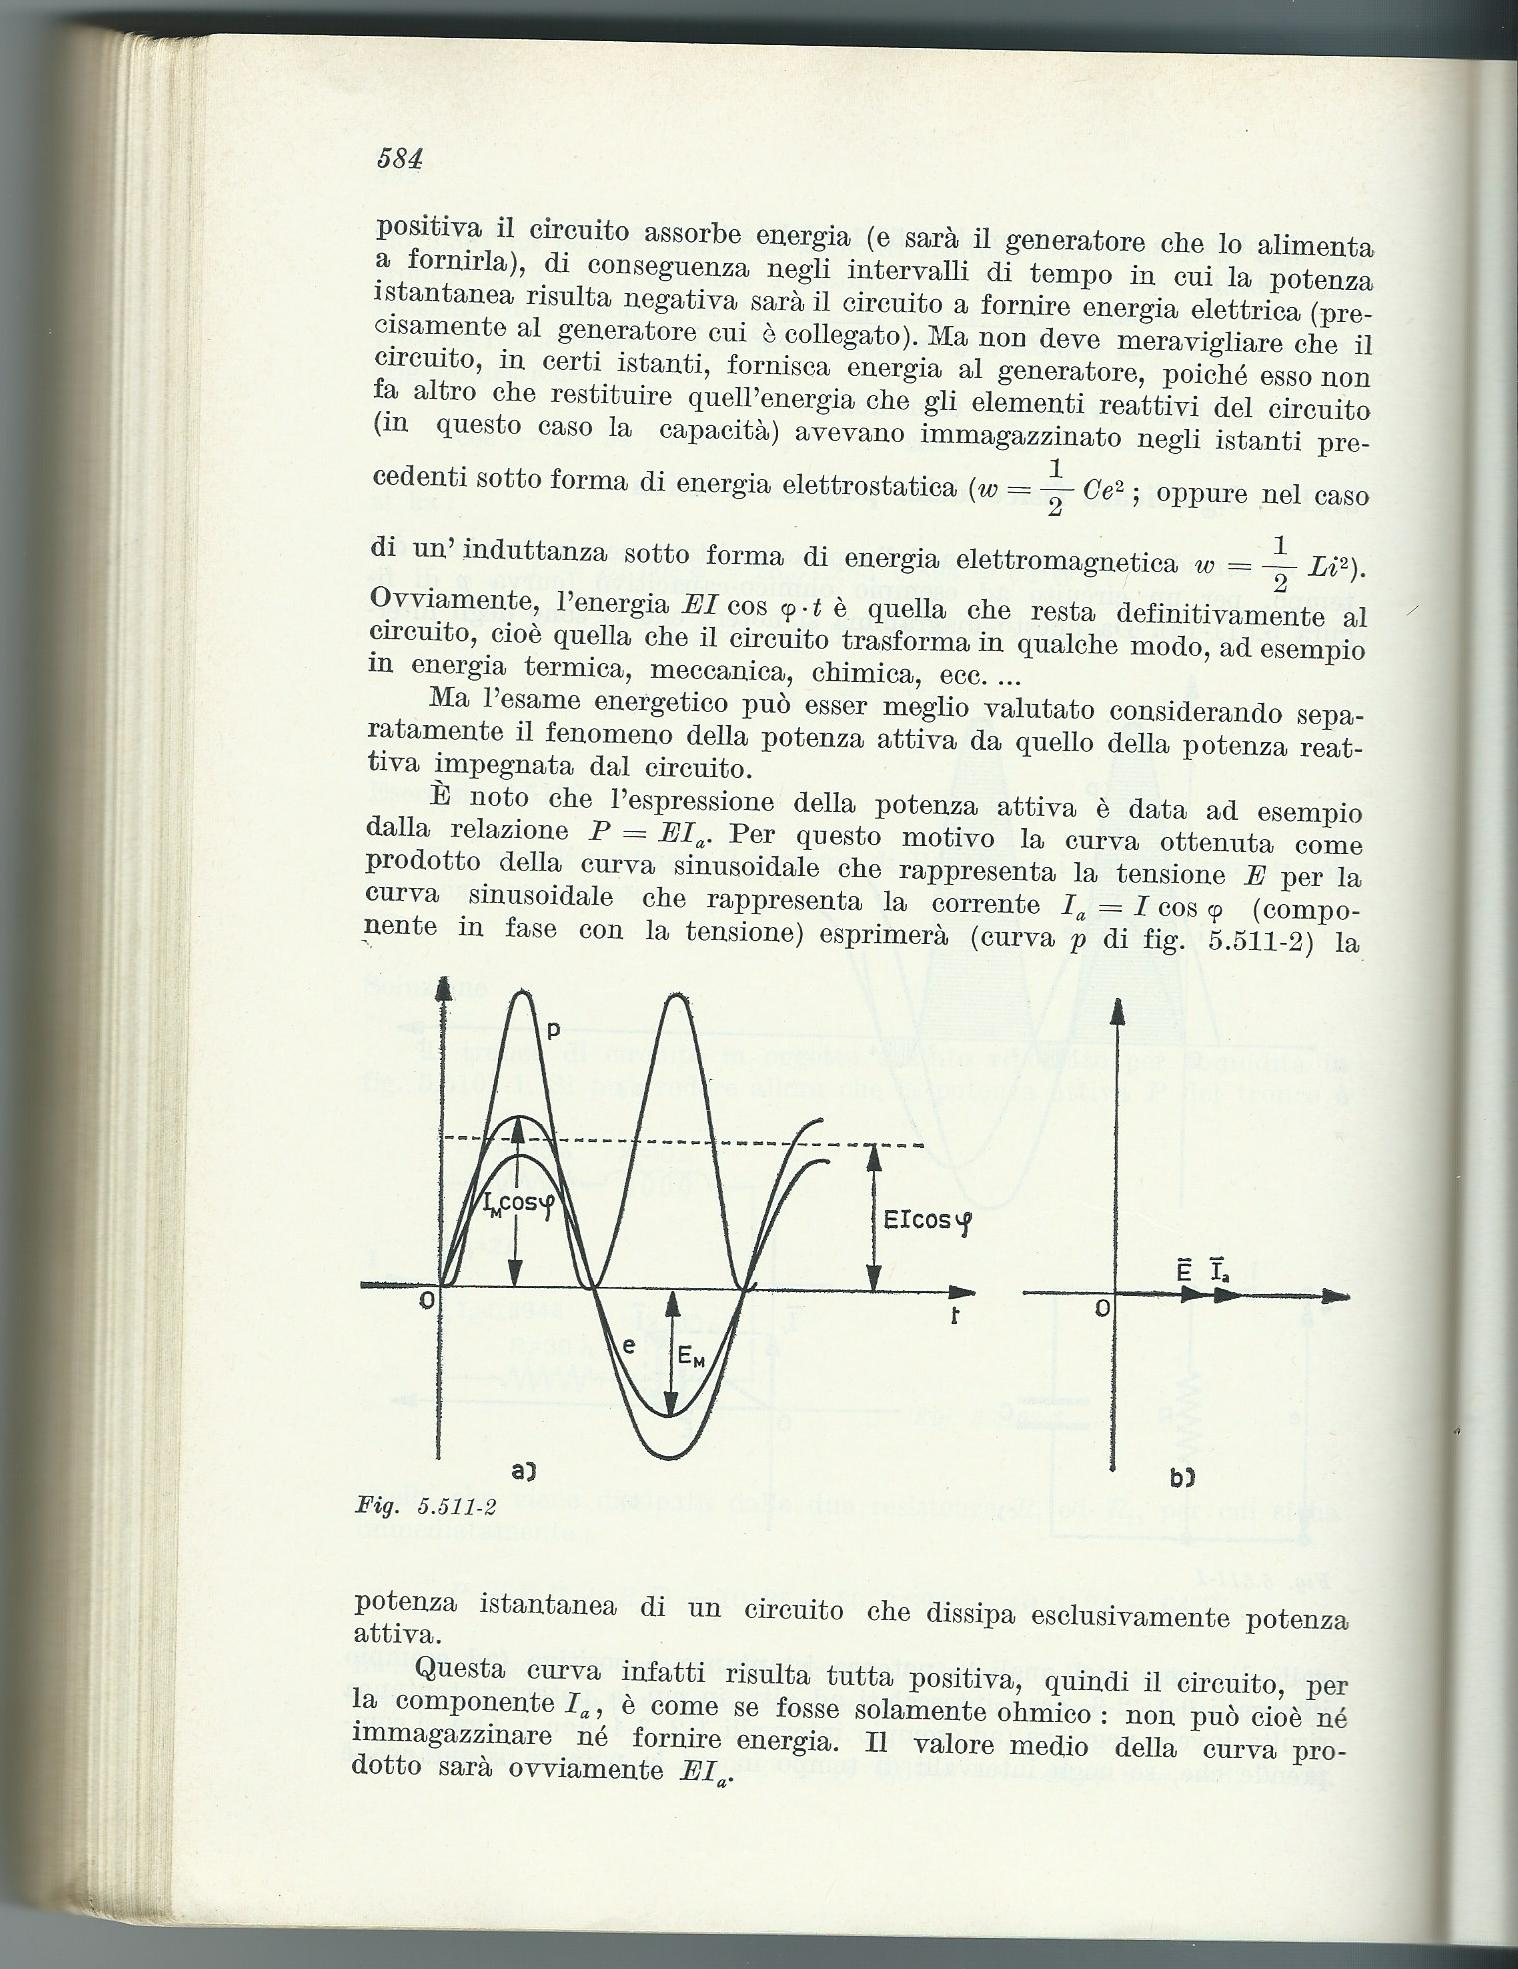 584
positiva il circuito assorbe energia (e sarà il generatore che lo alimenta
a fornirla), di conseguenza negli intervalli di tempo in cui la potenza
istantanea risulta negativa sarà il circuito a fornire energia elettrica (pre-
cisamente al generatore cui è collegato). Ma non deve meravigliare che il
circuito, in certi istanti, fornisca energia al generatore, poiché esso non
fa altro che restituire quell'energia che gli elementi reattivi del circuito
(in questo caso la capacità) avevano immagazzinato negli istanti pre-
cedenti sotto forma di energia elettrostatica (w = 1/2 Ce²; oppure nel caso
di un' induttanza sotto forma di energia elettromagnetica w = 1/2 Li²).
Ovviamente, l'energia EI cos φ·t è quella che resta definitivamente al
circuito, cioè quella che il circuito trasforma in qualche modo, ad esempio
in energia termica, meccanica, chimica, ecc. ...
Ma l'esame energetico può esser meglio valutato considerando sepa-
ratamente il fenomeno della potenza attiva da quello della potenza reat-
tiva impegnata dal circuito.
È noto che l'espressione della potenza attiva è data ad esempio
dalla relazione P = EIₐ. Per questo motivo la curva ottenuta come
prodotto della curva sinusoidale che rappresenta la tensione E per la
curva sinusoidale che rappresenta la corrente Iₐ = I cos φ (compo-
nente in fase con la tensione) esprimerà (curva p di fig. 5.511-2) la
p
I_M cosφ
EIcosφ
O
t
e
E_M
a)
Ē Īₐ
O
b)
Fig. 5.511-2
potenza istantanea di un circuito che dissipa esclusivamente potenza
attiva.
Questa curva infatti risulta tutta positiva, quindi il circuito, per
la componente Iₐ, è come se fosse solamente ohmico : non può cioè né
immagazzinare né fornire energia. Il valore medio della curva pro-
dotto sarà ovviamente EIₐ.